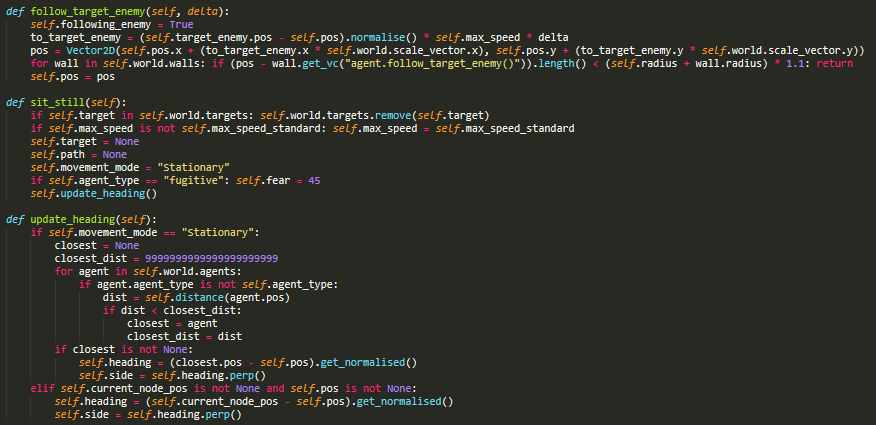 def follow_target_enemy(self, delta):
    self.following_enemy = True
    to_target_enemy = (self.target_enemy.pos - self.pos).normalise() * self.max_speed * delta
    pos = Vector2D(self.pos.x + (to_target_enemy.x * self.world.scale_vector.x), self.pos.y + (to_target_enemy.y * self.world.scale_vector.y))
    for wall in self.world.walls: if (pos - wall.get_vc("agent.follow_target_enemy()")).length() < (self.radius + wall.radius) * 1.1: return
    self.pos = pos

def sit_still(self):
    if self.target in self.world.targets: self.world.targets.remove(self.target)
    if self.max_speed is not self.max_speed_standard: self.max_speed = self.max_speed_standard
    self.target = None
    self.path = None
    self.movement_mode = "Stationary"
    if self.agent_type == "fugitive": self.fear = 45
    self.update_heading()

def update_heading(self):
    if self.movement_mode == "Stationary":
        closest = None
        closest_dist = 9999999999999999999999
        for agent in self.world.agents:
            if agent.agent_type is not self.agent_type:
                dist = self.distance(agent.pos)
                if dist < closest_dist:
                    closest = agent
                    closest_dist = dist
        if closest is not None:
            self.heading = (closest.pos - self.pos).get_normalised()
            self.side = self.heading.perp()
    elif self.current_node_pos is not None and self.pos is not None:
        self.heading = (self.current_node_pos - self.pos).get_normalised()
        self.side = self.heading.perp()